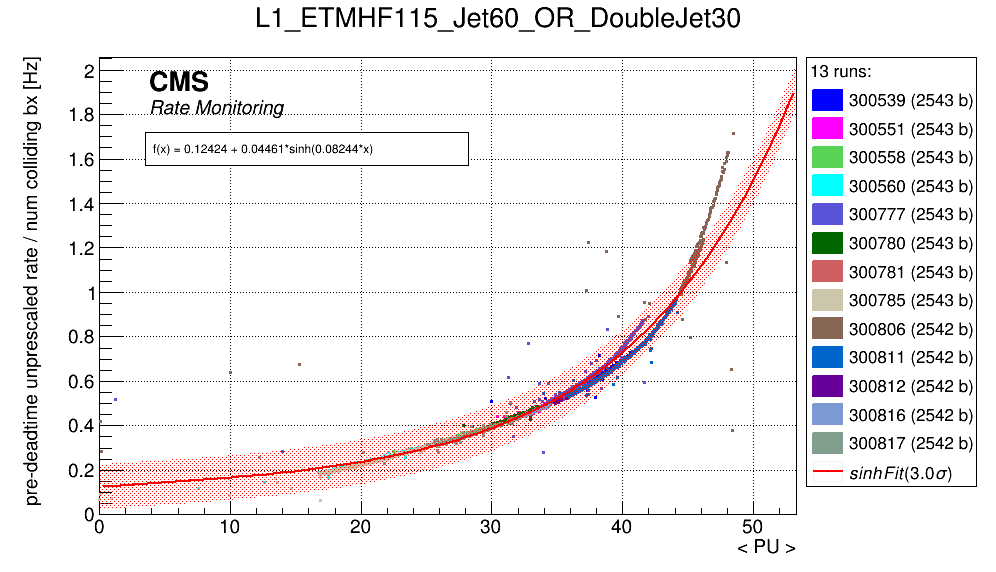 L1_ETMHF115_Jet60_OR_DoubleJet30
pre-deadtime unprescaled rate / num colliding bx [Hz]
CMS
Rate Monitoring
f(x) = 0.12424 + 0.04461*sinh(0.08244*x)
2
1.8
1.6
1.4
1.2
1
0.8
0.6
0.4
0.2
0
0 10 20 30 40 50
< PU >
13 runs:
300539 (2543 b)
300551 (2543 b)
300558 (2543 b)
300560 (2543 b)
300777 (2543 b)
300780 (2543 b)
300781 (2543 b)
300785 (2543 b)
300806 (2542 b)
300811 (2542 b)
300812 (2542 b)
300816 (2542 b)
300817 (2542 b)
sinhFit(3.0σ)